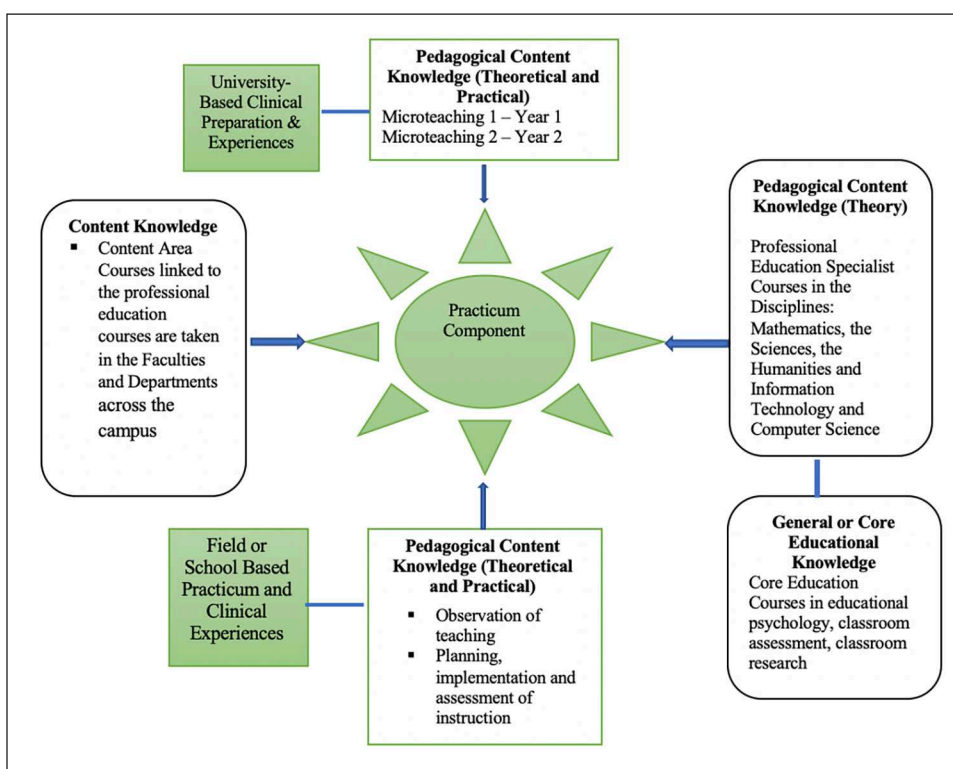 University-
Based Clinical
Preparation &
Experiences
Pedagogical Content
Knowledge (Theoretical and
Practical)
Microteaching 1 – Year 1
Microteaching 2 – Year 2
Content Knowledge
▪ Content Area
Courses linked to
the professional
education
courses are taken
in the Faculties
and Departments
across the
campus
Practicum
Component
Pedagogical Content
Knowledge (Theory)
Professional
Education Specialist
Courses in the
Disciplines:
Mathematics, the
Sciences, the
Humanities and
Information
Technology and
Computer Science
Field or
School Based
Practicum and
Clinical
Experiences
Pedagogical Content
Knowledge (Theoretical
and Practical)
▪ Observation of
teaching
▪ Planning,
implementation and
assessment of
instruction
General or Core
Educational
Knowledge
Core Education
Courses in educational
psychology, classroom
assessment, classroom
research